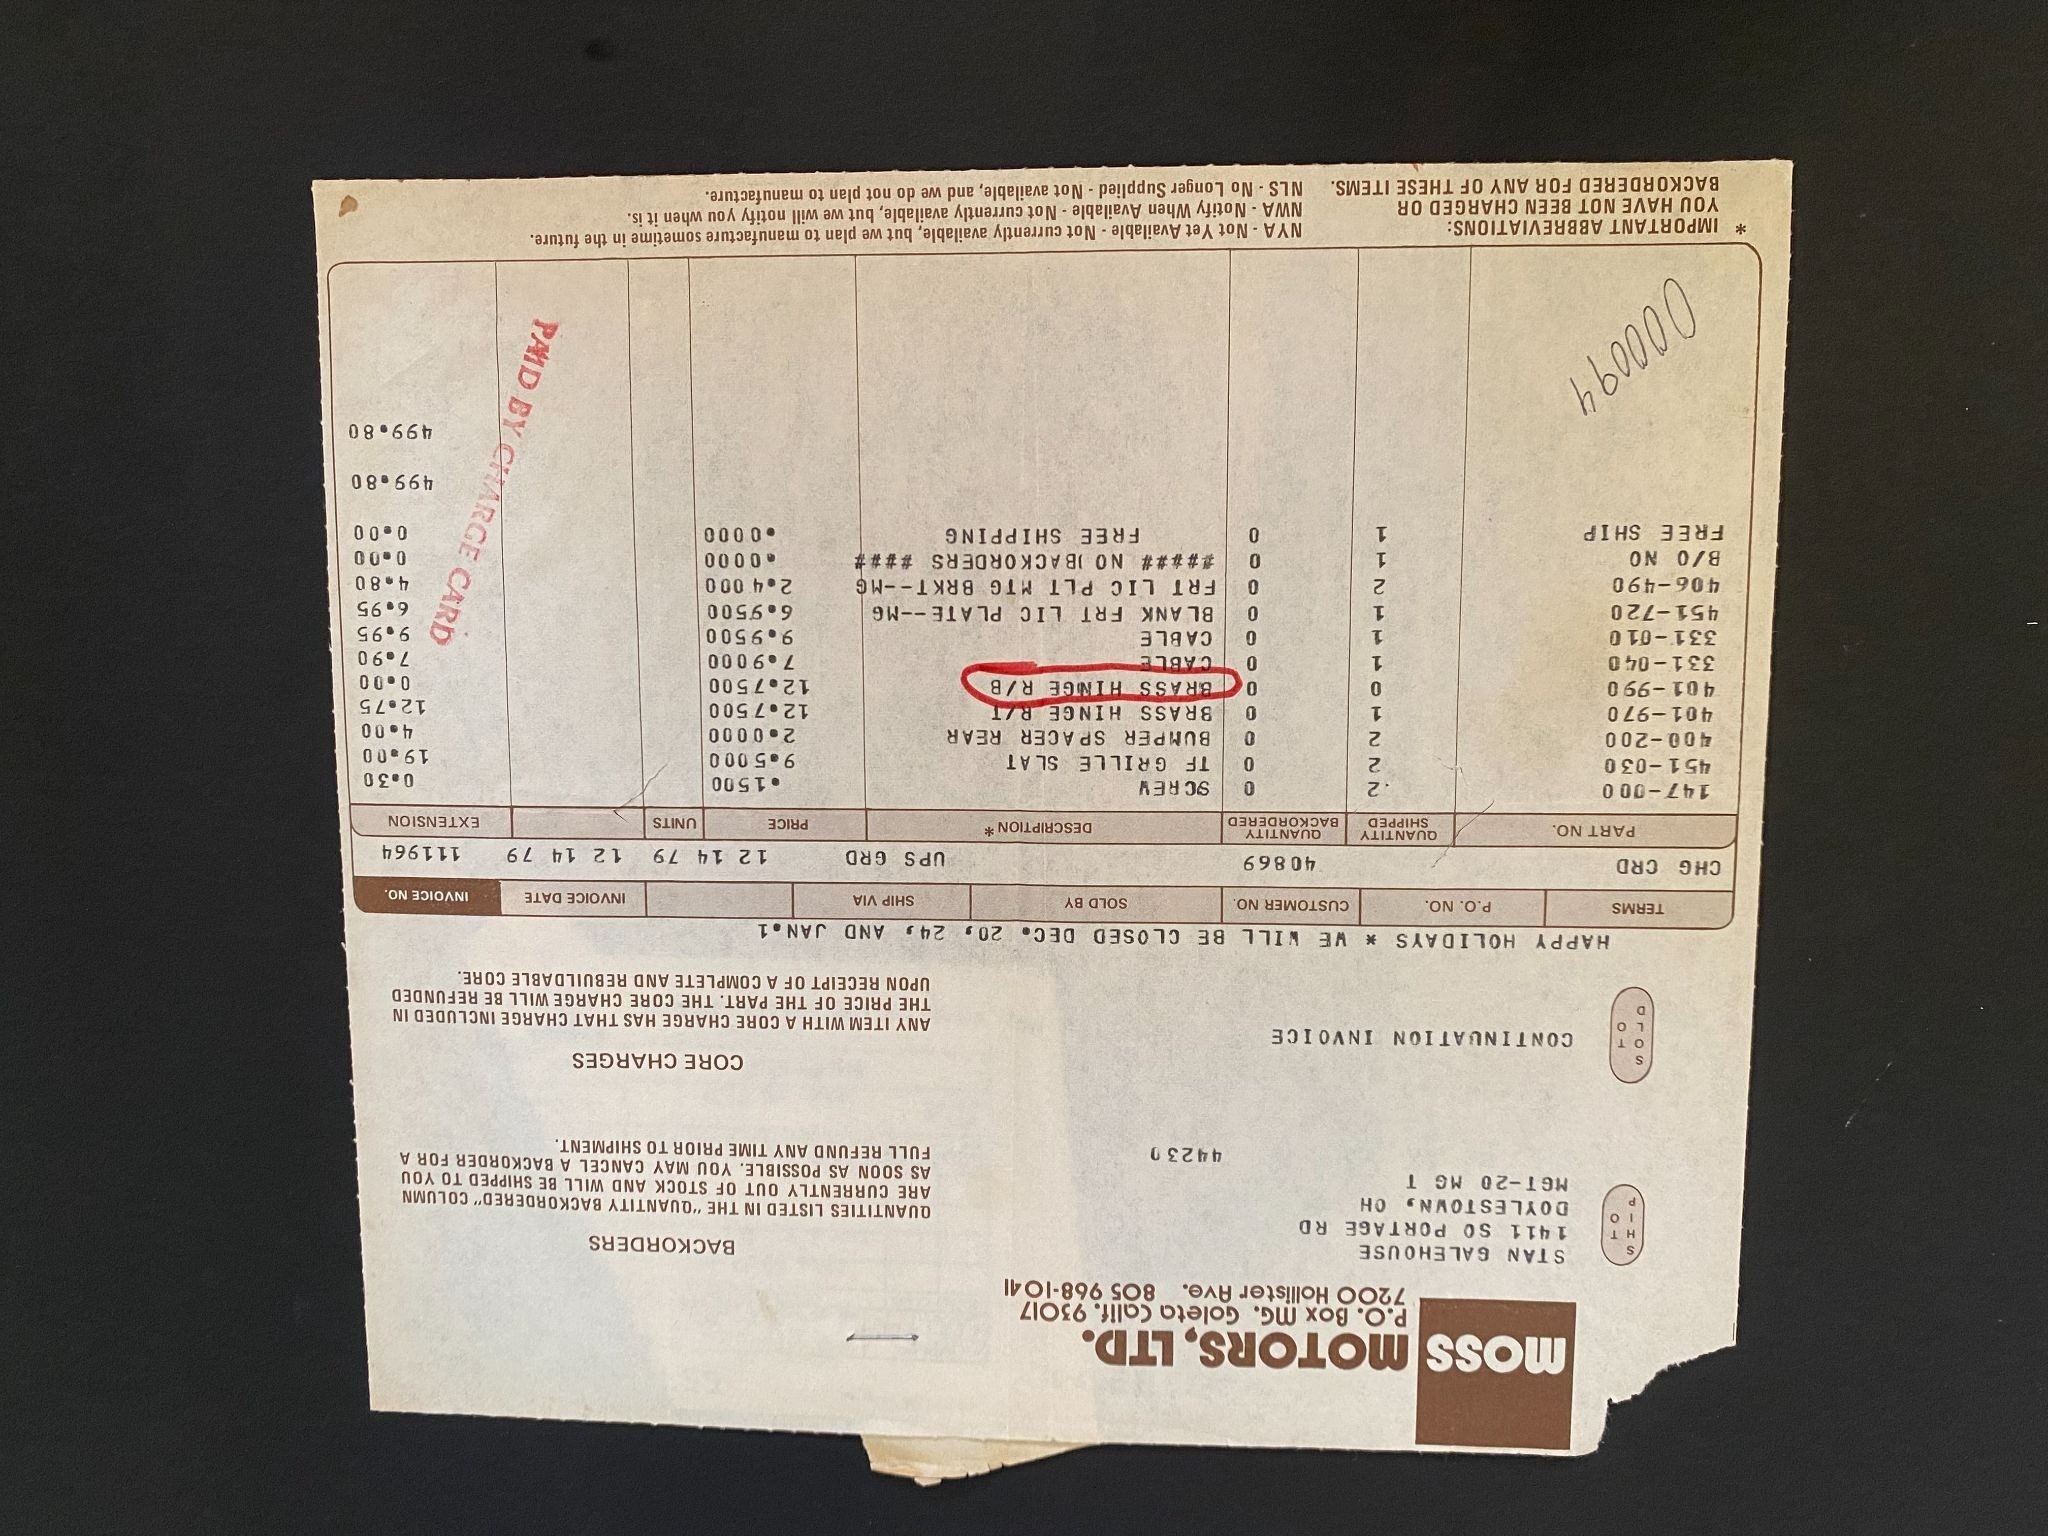 MOSS MOTORS, LTD.
P.O. Box MG. Goleta Calif. 93017
7200 Hollister Ave. 805 968-1041
SHIP TO
STAN GALEHOUSE
1411 SO PORTAGE RD
DOYLESTOWN, OH
MGT-20 MG T
44230
BACKORDERS
QUANTITIES LISTED IN THE "QUANTITY BACKORDERED" COLUMN
ARE CURRENTLY OUT OF STOCK AND WILL BE SHIPPED TO YOU
AS SOON AS POSSIBLE. YOU MAY CANCEL A BACKORDER FOR A
FULL REFUND ANY TIME PRIOR TO SHIPMENT.
SOLD TO
CONTINUATION INVOICE
CORE CHARGES
ANY ITEM WITH A CORE CHARGE HAS THAT CHARGE INCLUDED IN
THE PRICE OF THE PART. THE CORE CHARGE WILL BE REFUNDED
UPON RECEIPT OF A COMPLETE AND REBUILDABLE CORE.
HAPPY HOLIDAYS * WE WILL BE CLOSED DEC. 20, 24, AND JAN.1
TERMS P.O. NO. CUSTOMER NO. SOLD BY SHIP VIA INVOICE DATE INVOICE NO.
CHG CRD 40869 UPS GRD 12 14 79 12 14 79 111964
PART NO. QUANTITY SHIPPED QUANTITY BACKORDERED DESCRIPTION * PRICE UNITS EXTENSION
147-000 2 0 SCREW .1500 0.30
451-030 2 0 TF GRILLE SLAT 9.5000 19.00
400-200 2 0 BUMPER SPACER REAR 2.0000 4.00
401-970 1 0 BRASS HINGE R/T 12.7500 12.75
401-990 0 0 BRASS HINGE R/B 12.7500 0.00
331-040 1 0 CABLE 7.9000 7.90
331-010 1 0 CABLE 9.9500 9.95
451-720 1 0 BLANK FRT LIC PLATE--MG 6.9500 6.95
406-490 2 0 FRT LIC PLT MTG BRKT--MG 2.4000 4.80
B/O NO 1 0 ##### NO BACKORDERS #### .0000 0.00
FREE SHIP 1 0 FREE SHIPPING .0000 0.00
499.80
499.80
PAID BY CHARGE CARD
000094
* IMPORTANT ABBREVIATIONS:
YOU HAVE NOT BEEN CHARGED OR
BACKORDERED FOR ANY OF THESE ITEMS.
NYA - Not Yet Available - Not currently available, but we plan to manufacture sometime in the future.
NWA - Notify When Available - Not currently available, but we will notify you when it is.
NLS - No Longer Supplied - Not available, and we do not plan to manufacture.